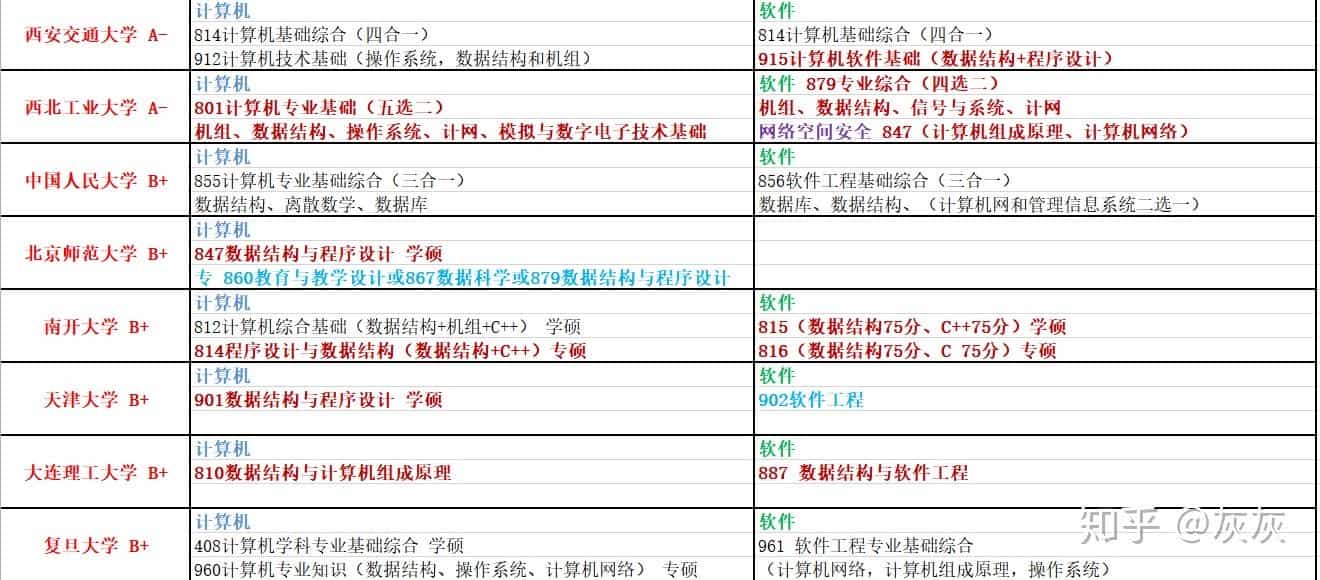 西安交通大学 A-
计算机
814计算机基础综合（四合一）
912计算机技术基础（操作系统，数据结构和机组）
软件
814计算机基础综合（四合一）
915计算机软件基础（数据结构+程序设计）
西北工业大学 A-
计算机
801计算机专业基础（五选二）
机组、数据结构、操作系统、计网、模拟与数字电子技术基础
软件 879专业综合（四选二）
机组、数据结构、信号与系统、计网
网络空间安全 847（计算机组成原理、计算机网络）
中国人民大学 B+
计算机
855计算机专业基础综合（三合一）
数据结构、离散数学、数据库
软件
856软件工程基础综合（三合一）
数据库、数据结构、（计算机网和管理信息系统二选一）
北京师范大学 B+
计算机
847数据结构与程序设计 学硕
专 860教育与教学设计或867数据科学或879数据结构与程序设计
南开大学 B+
计算机
812计算机综合基础（数据结构+机组+C++） 学硕
814程序设计与数据结构（数据结构+C++）专硕
软件
815（数据结构75分、C++75分）学硕
816（数据结构75分、C 75分）专硕
天津大学 B+
计算机
901数据结构与程序设计 学硕
软件
902软件工程
大连理工大学 B+
计算机
810数据结构与计算机组成原理
软件
887 数据结构与软件工程
复旦大学 B+
计算机
408计算机学科专业基础综合 学硕
960计算机专业知识（数据结构、操作系统、计算机网络） 专硕
软件
961 软件工程专业基础综合
（计算机网络，计算机组成原理，操作系统）
知乎 @灰灰